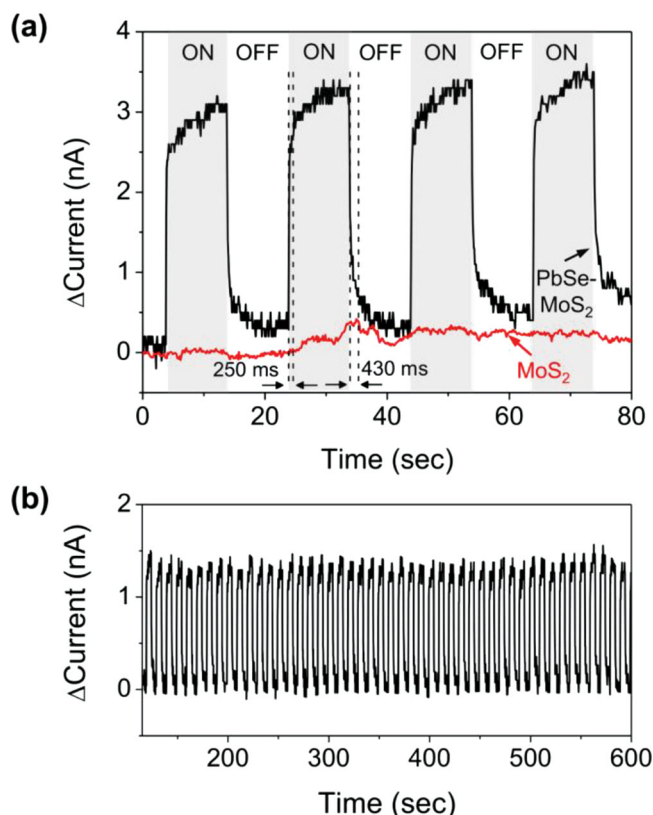 (a)
4
3
2
1
0
ΔCurrent (nA)
ON OFF ON OFF ON OFF ON
PbSe-
MoS₂
MoS₂
250 ms
430 ms
0 20 40 60 80
Time (sec)
(b)
2
1
0
ΔCurrent (nA)
200 300 400 500 600
Time (sec)